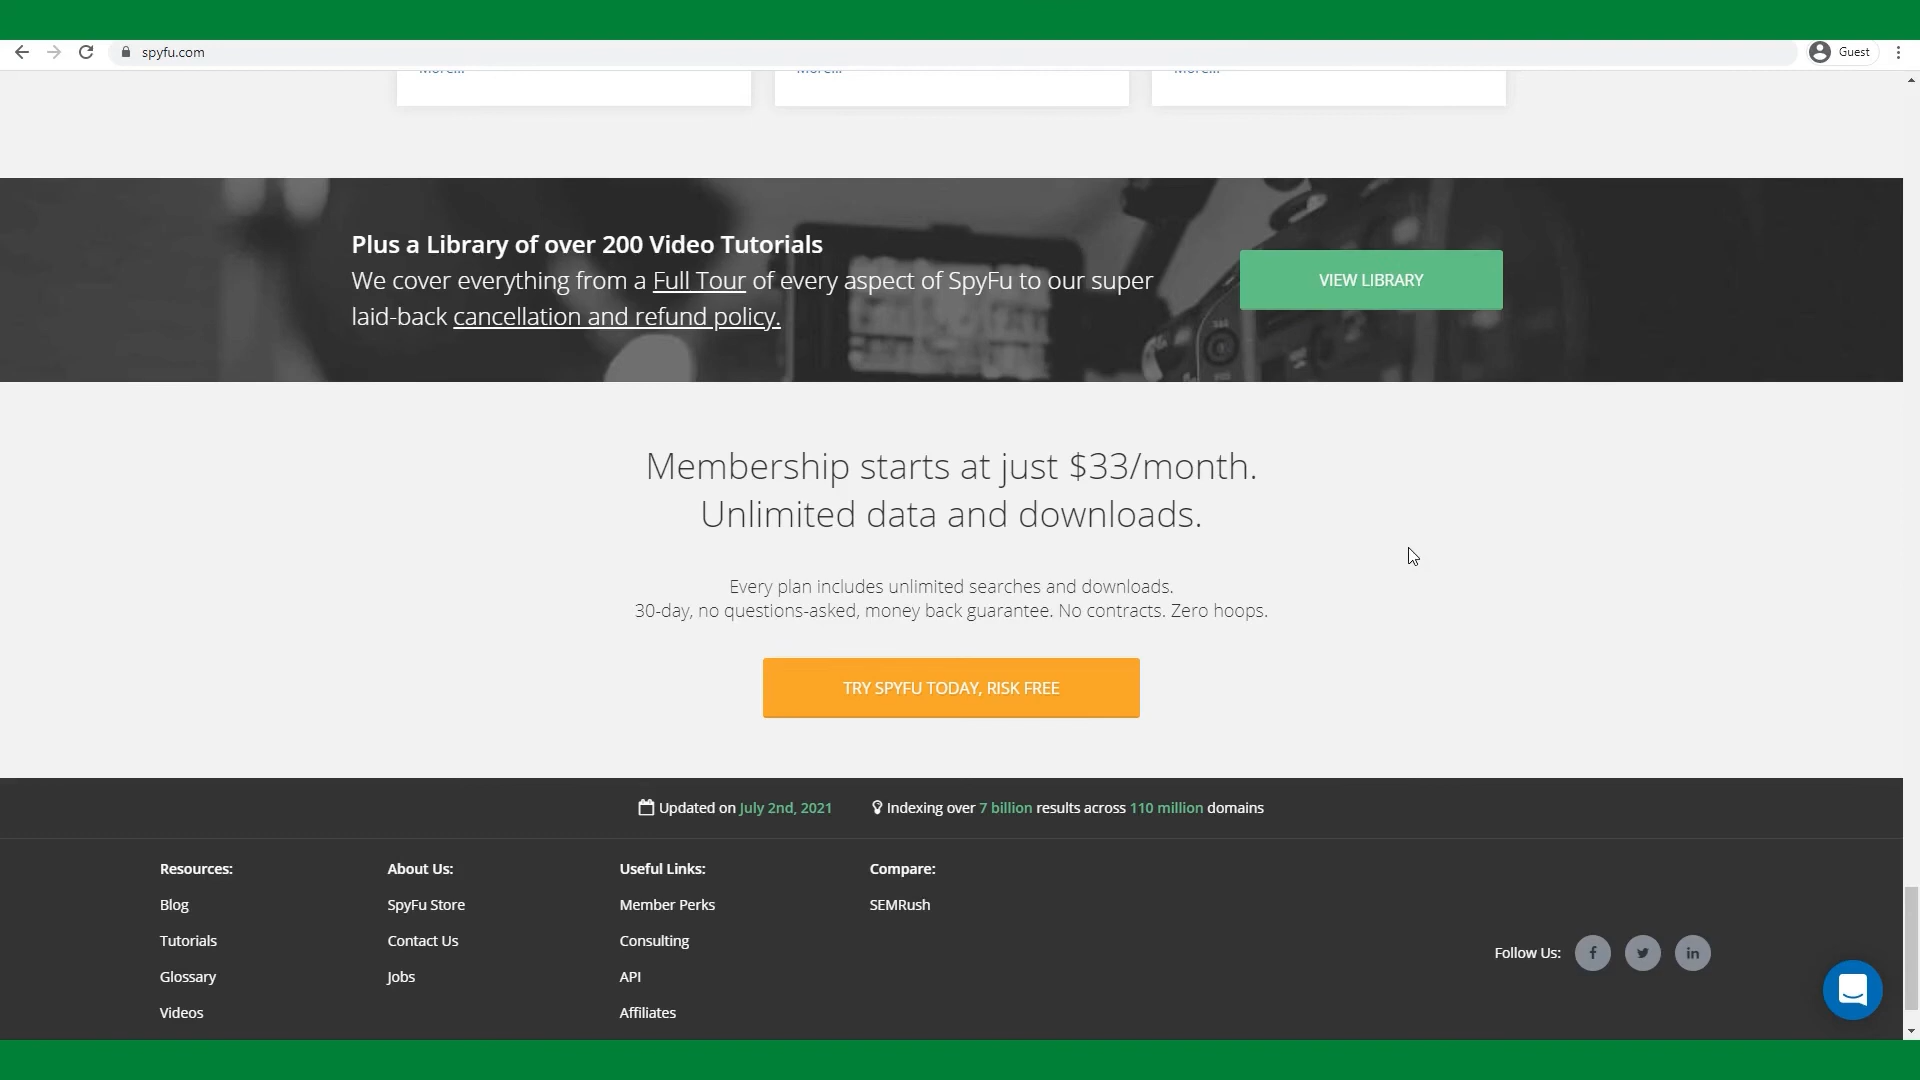 spyfu.com
Guest
More...
More...
More...
Plus a Library of over 200 Video Tutorials
We cover everything from a Full Tour of every aspect of SpyFu to our super
laid-back cancellation and refund policy.
VIEW LIBRARY
Membership starts at just $33/month.
Unlimited data and downloads.
Every plan includes unlimited searches and downloads.
30-day, no questions-asked, money back guarantee. No contracts. Zero hoops.
TRY SPYFU TODAY, RISK FREE
Updated on July 2nd, 2021
Indexing over 7 billion results across 110 million domains
Resources:
Blog
Tutorials
Glossary
Videos
About Us:
SpyFu Store
Contact Us
Jobs
Useful Links:
Member Perks
Consulting
API
Affiliates
Compare:
SEMRush
Follow Us: